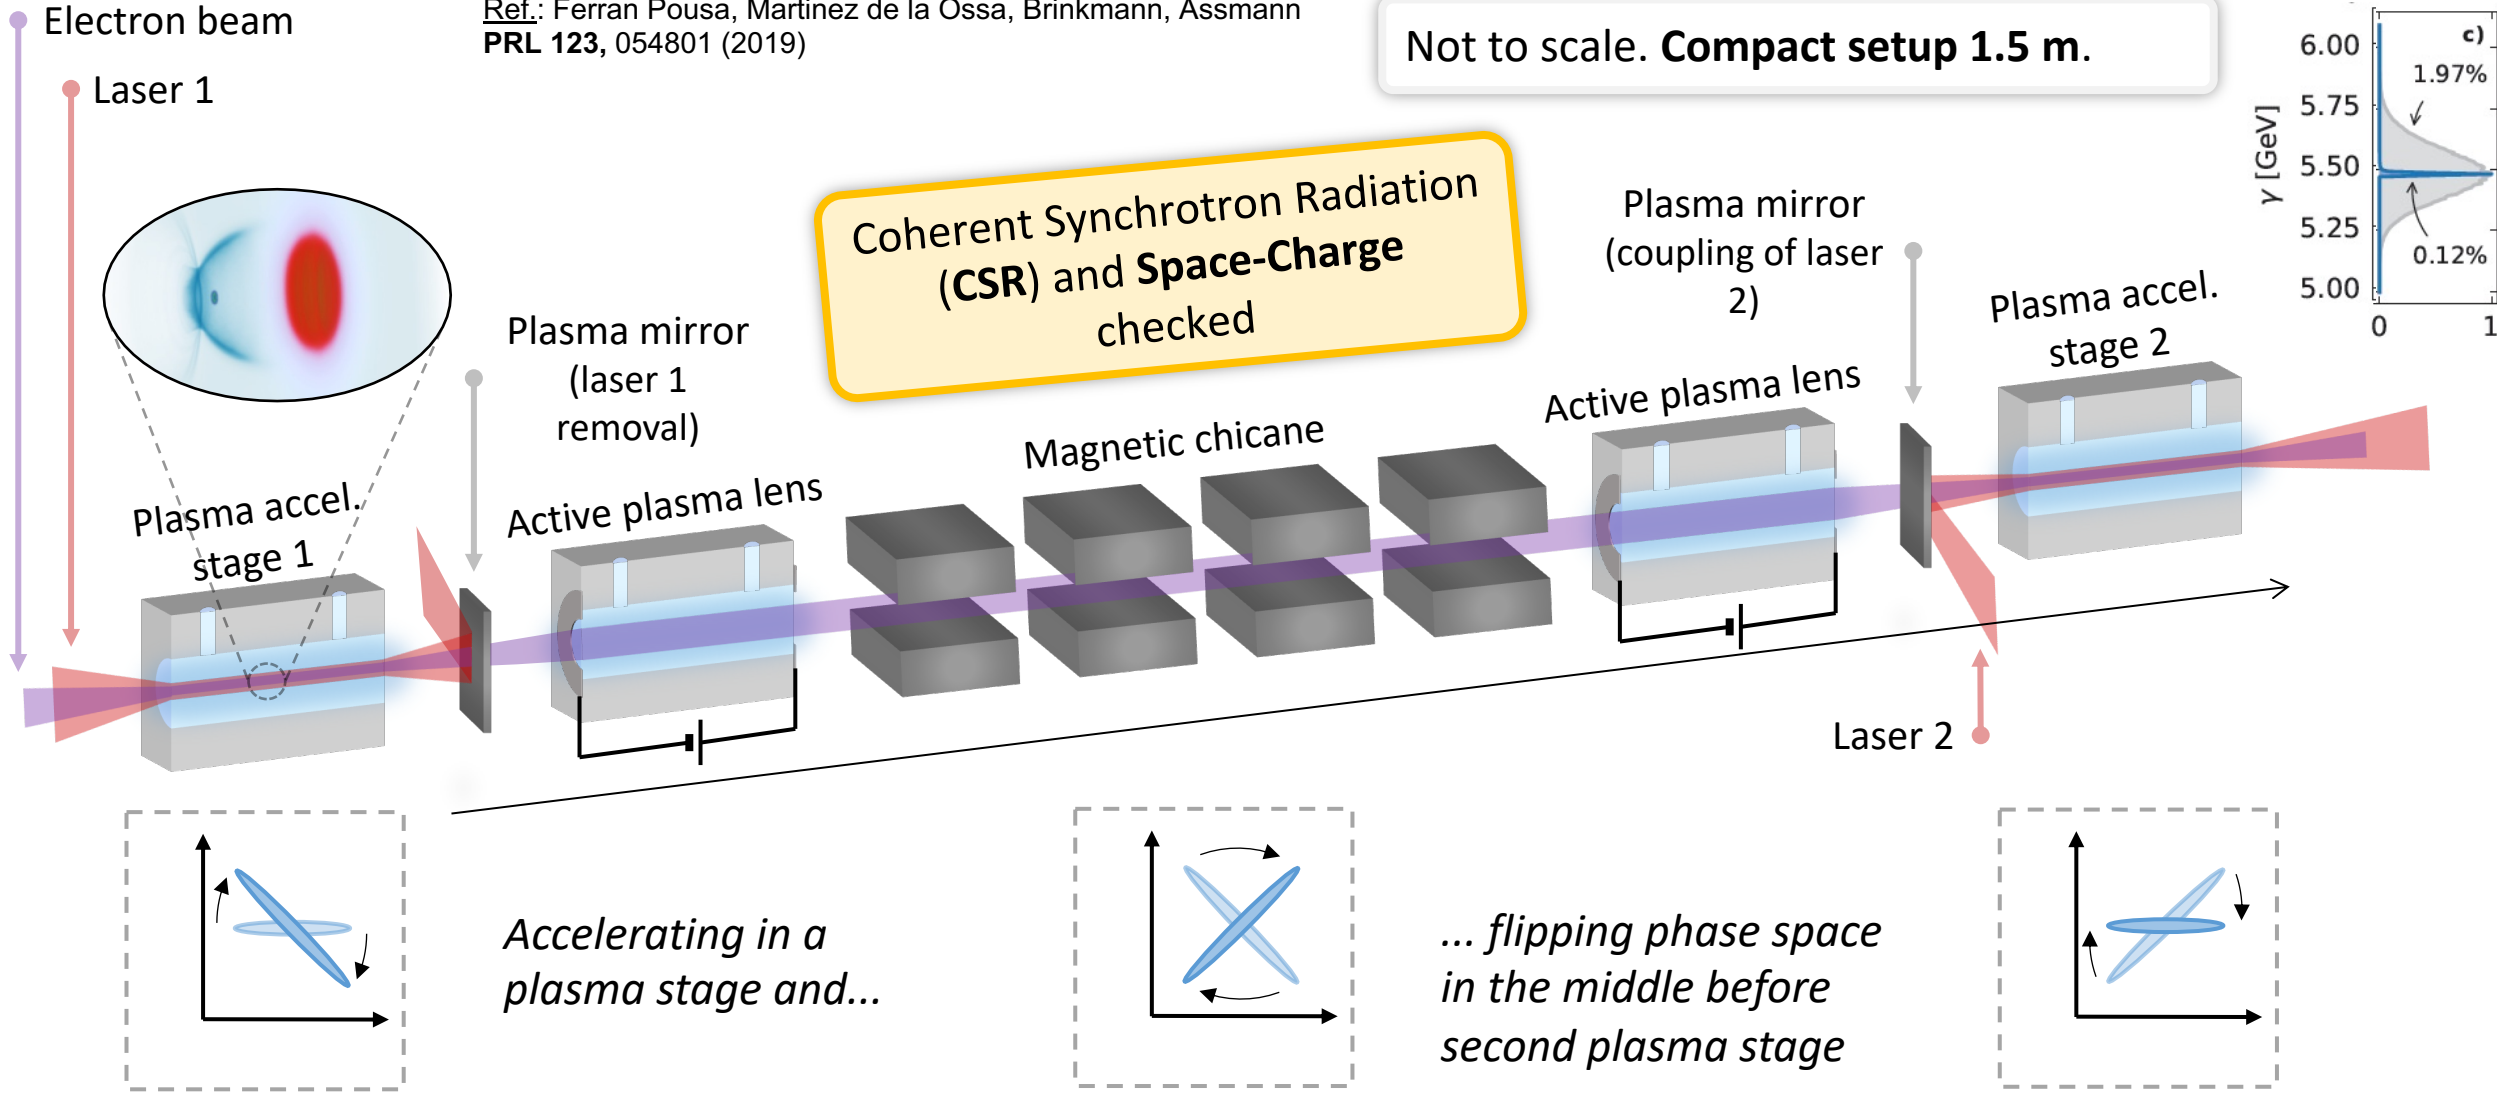 Electron beam
Laser 1
Ref.: Ferran Pousa, Martinez de la Ossa, Brinkmann, Assmann
PRL 123, 054801 (2019)
Not to scale. Compact setup 1.5 m.
c)
γ [GeV]
6.00
5.75
5.50
5.25
5.00
1.97%
0.12%
0
1
Coherent Synchrotron Radiation
(CSR) and Space-Charge
checked
Plasma mirror
(coupling of laser
2)
Plasma accel.
stage 2
Plasma mirror
(laser 1
removal)
Active plasma lens
Magnetic chicane
Active plasma lens
Plasma accel.
stage 1
Laser 2
Accelerating in a
plasma stage and...
... flipping phase space
in the middle before
second plasma stage